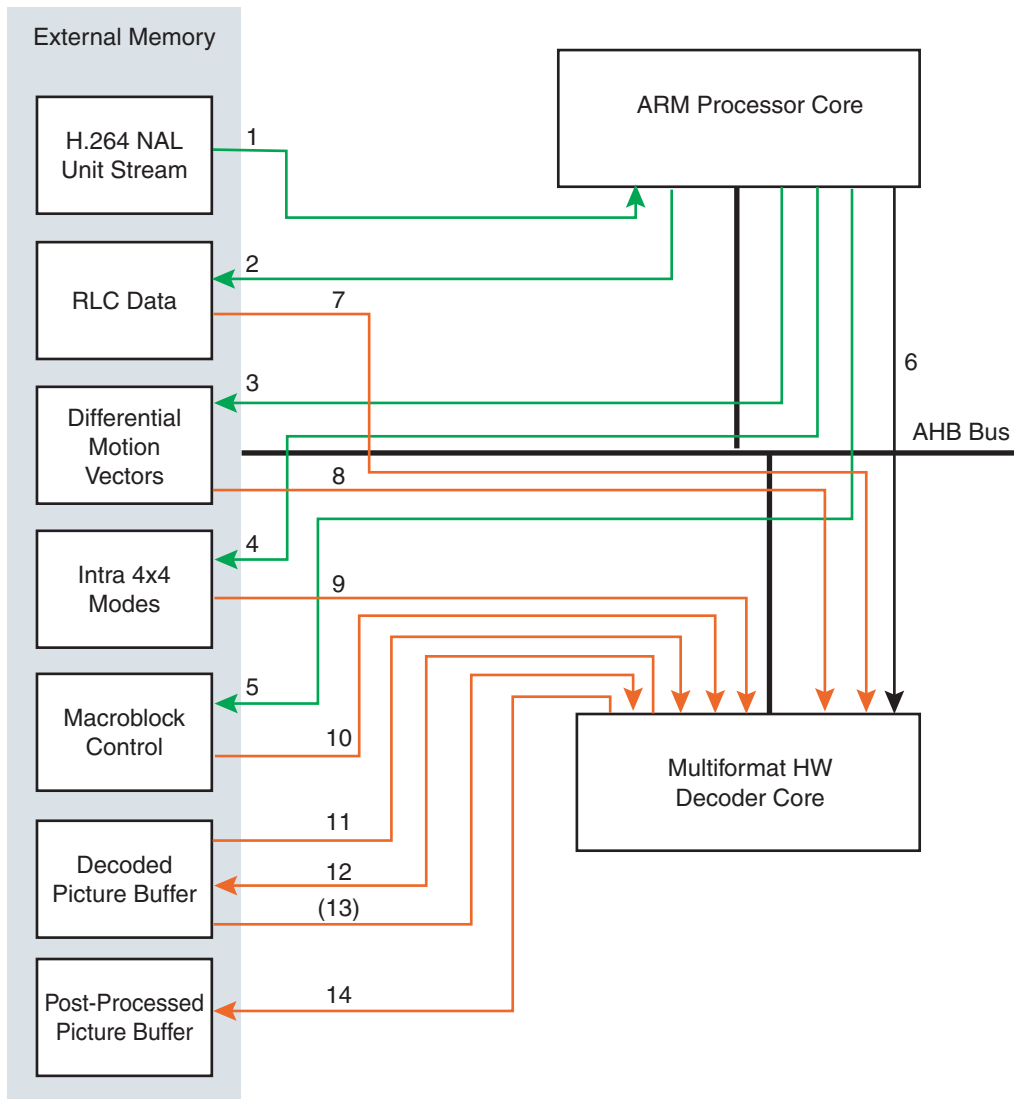 External Memory
H.264 NAL
Unit Stream
RLC Data
Differential
Motion
Vectors
Intra 4x4
Modes
Macroblock
Control
Decoded
Picture Buffer
Post-Processed
Picture Buffer
ARM Processor Core
AHB Bus
Multiformat HW
Decoder Core
1
2
7
3
6
8
4
9
5
10
11
12
(13)
14